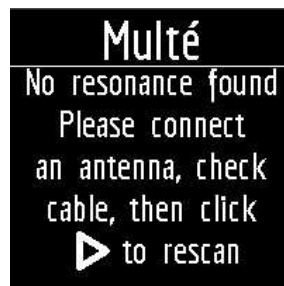 Multé
No resonance found
Please connect
an antenna, check
cable, then click
to rescan